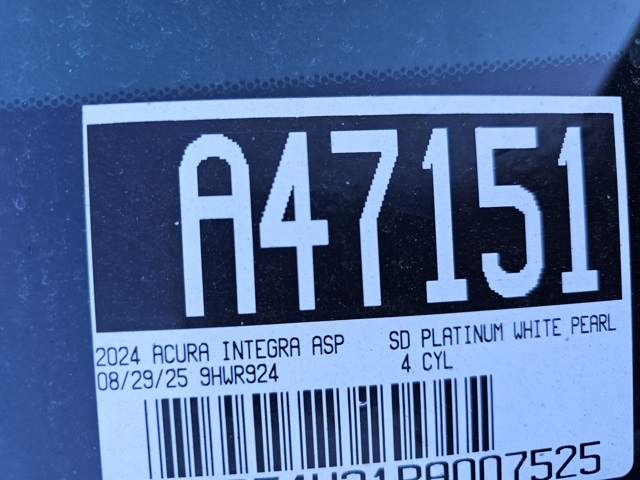 A47151
2024 ACURA INTEGRA ASP SD PLATINUM WHITE PEARL
08/29/25 9HWR924 4 CYL